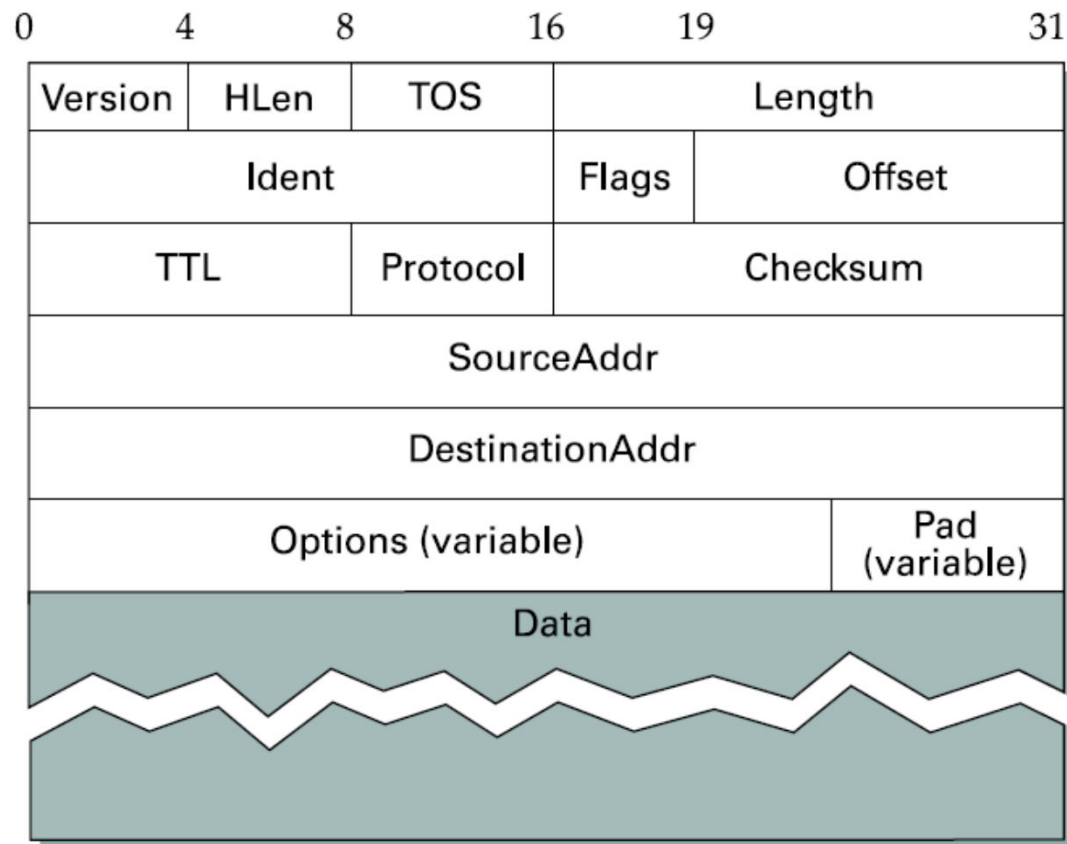 0 4 8 16 19 31
Version HLen TOS Length
Ident Flags Offset
TTL Protocol Checksum
SourceAddr
DestinationAddr
Options (variable) Pad
(variable)
Data